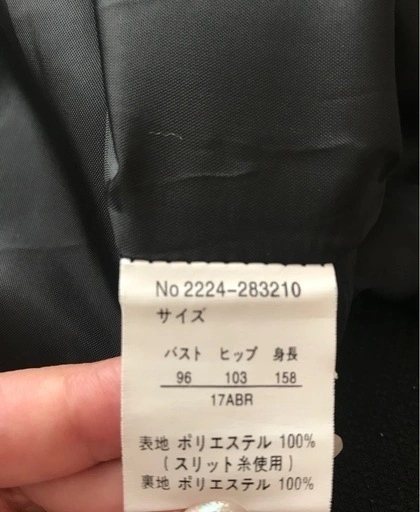 No 2224-283210
サイズ
バスト ヒップ 身長
96 103 158
17ABR
表地 ポリエステル 100%
(スリット糸使用)
裏地 ポリエステル 100%